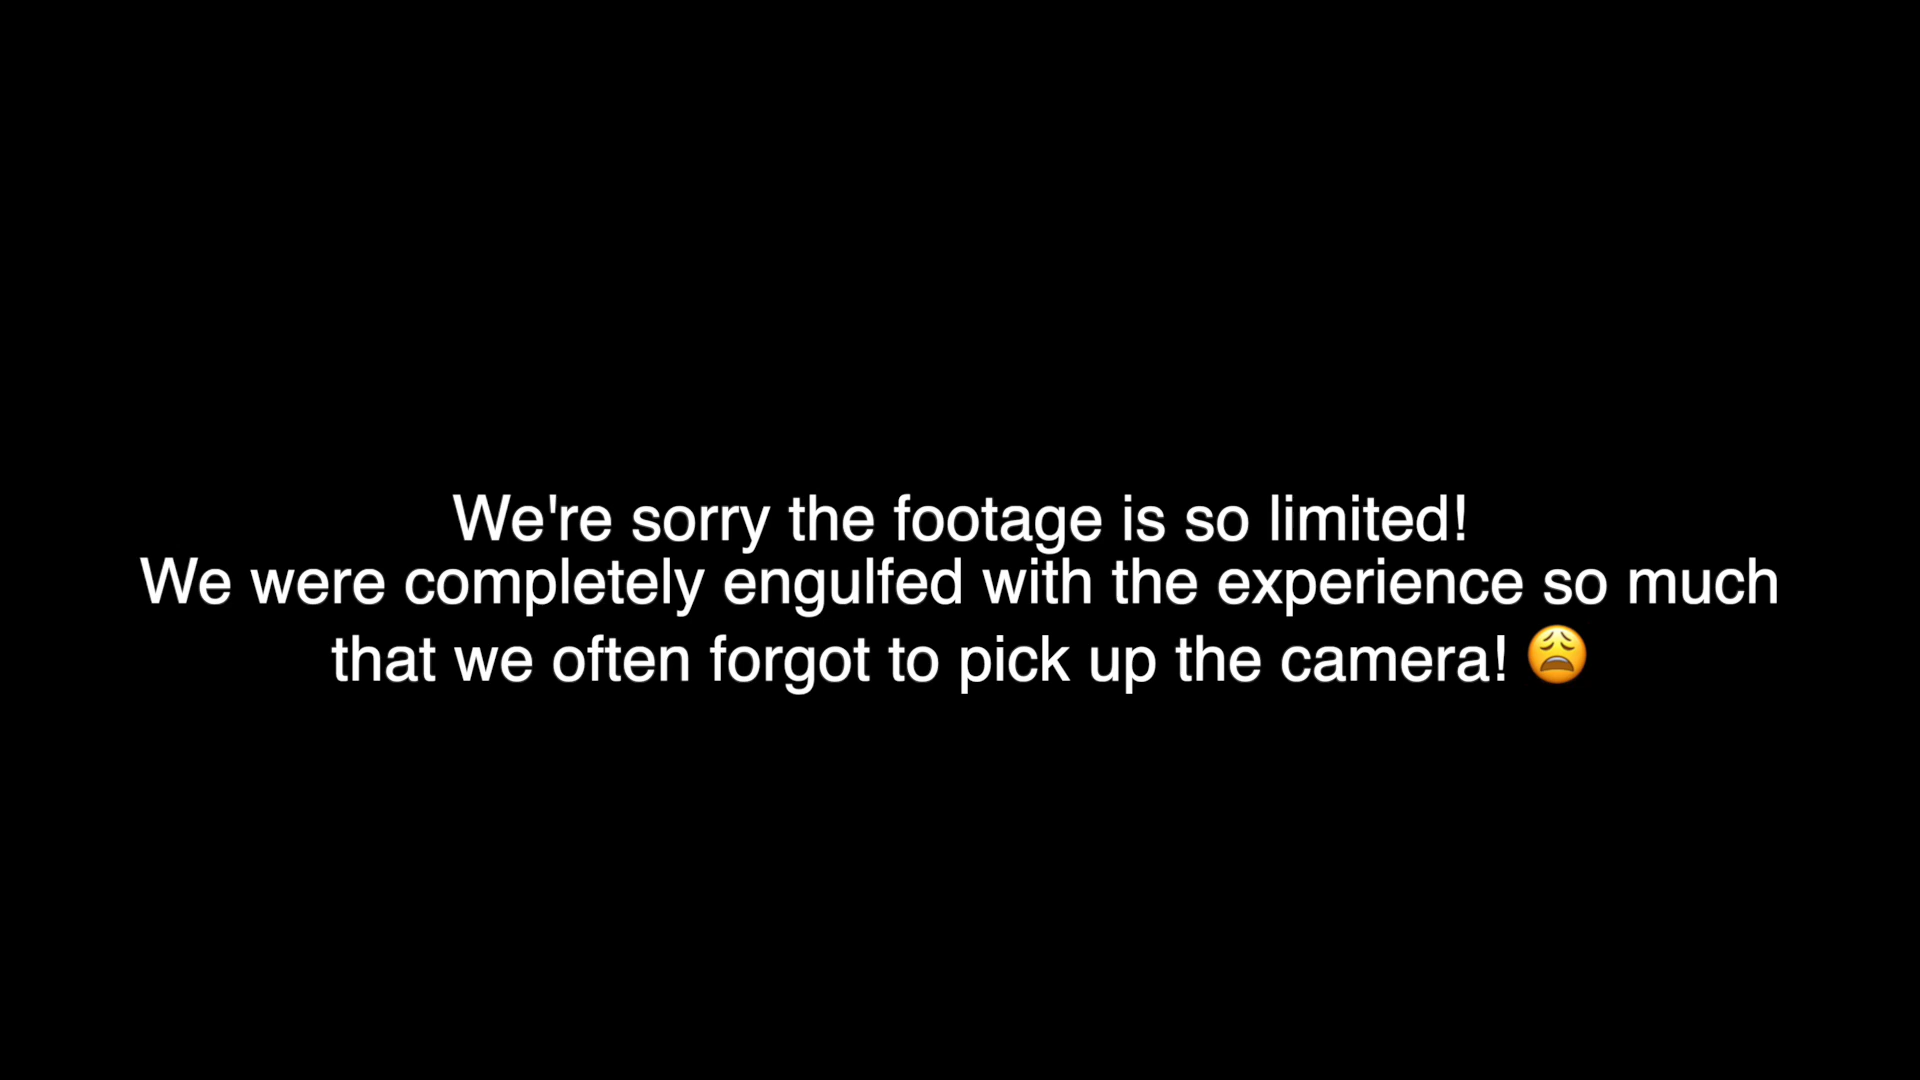 We're sorry the footage is so limited!
We were completely engulfed with the experience so much
that we often forgot to pick up the camera! 😩